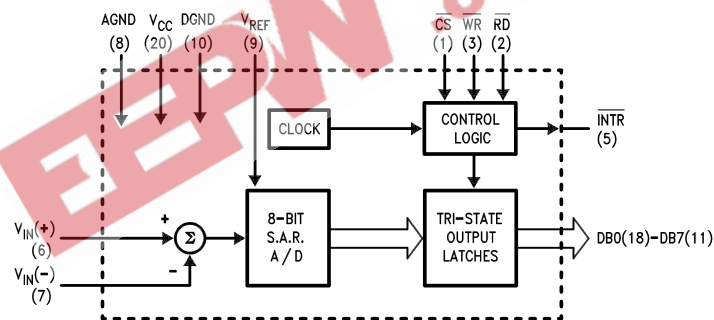 AGND VCC DGND VREF
(8) (20) (10) (9)
CS WR RD
(1) (3) (2)
CLOCK
CONTROL
LOGIC
INTR
(5)
VIN(+)
(6)
+
Σ
−
VIN(−)
(7)
8-BIT
S.A.R.
A/D
TRI-STATE
OUTPUT
LATCHES
DB0(18)-DB7(11)
EEPW